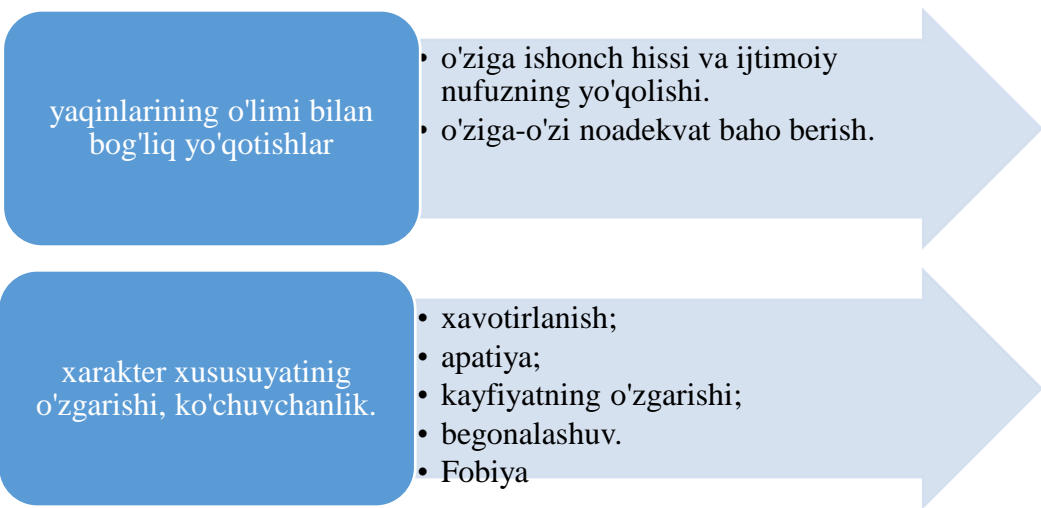 yaqinlarining o'limi bilan
bog'liq yo'qotishlar
• o'ziga ishonch hissi va ijtimoiy
nufuzning yo'qolishi.
• o'ziga-o'zi noadekvat baho berish.
xarakter xususuyatinig
o'zgarishi, ko'chuvchanlik.
• xavotirlanish;
• apatiya;
• kayfiyatning o'zgarishi;
• begonalashuv.
• Fobiya